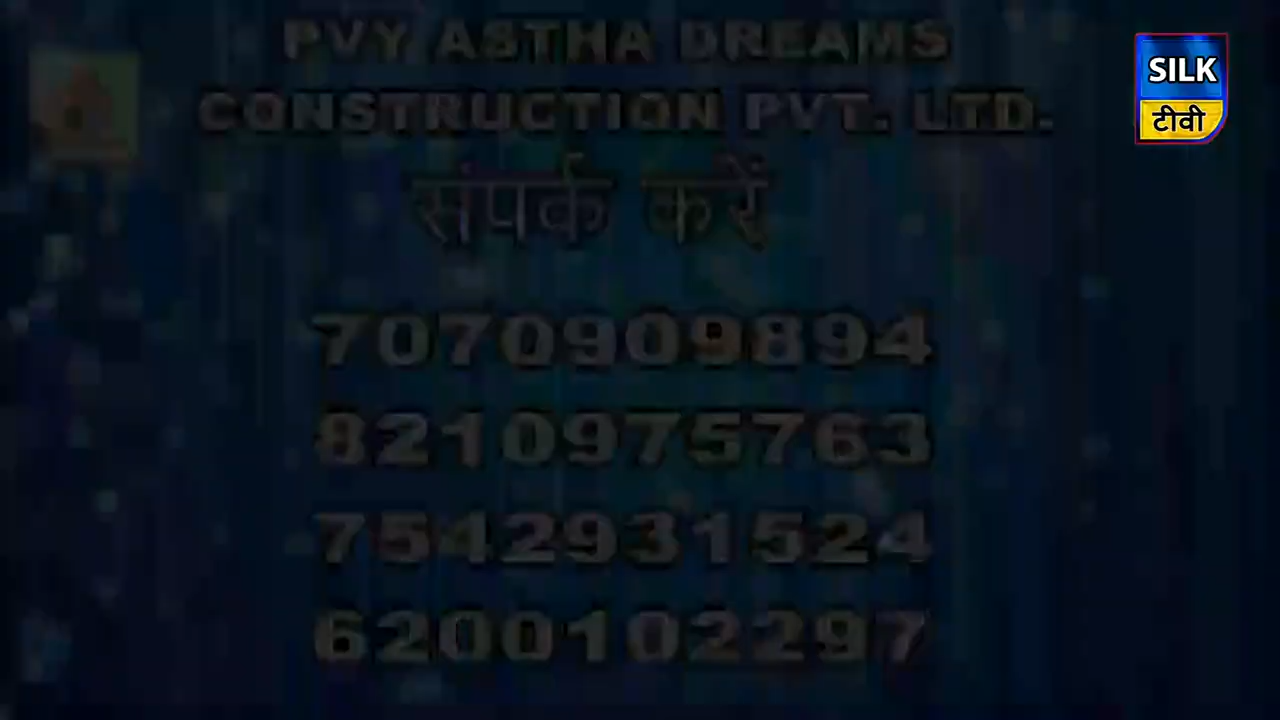 PVY ASTHA DREAMS
CONSTRUCTION PVT. LTD.
संपर्क करें
7070909894
8210975763
7542931524
6200102297
SILK
टीवी